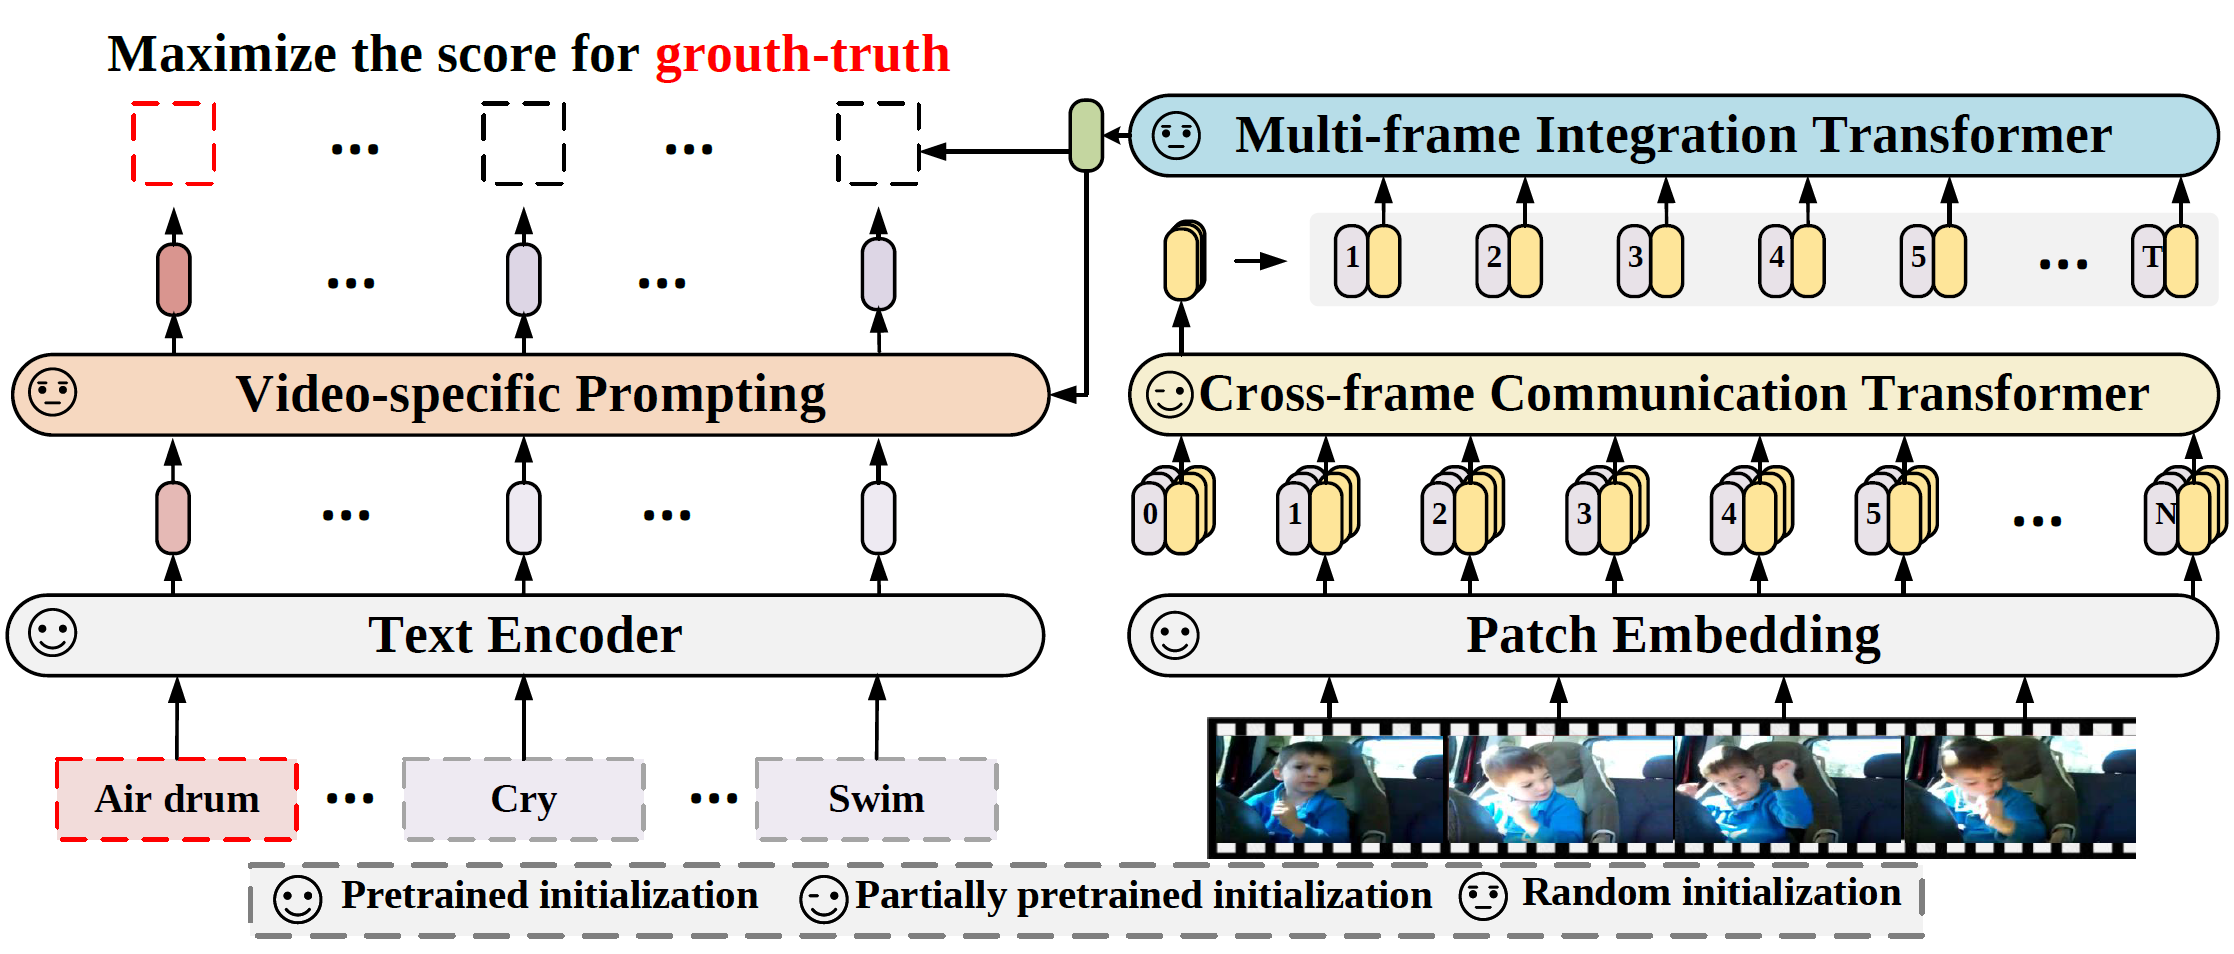 Maximize the score for grouth-truth
... ...
Multi-frame Integration Transformer
1 2 3 4 5 ... T
... ...
Video-specific Prompting
Cross-frame Communication Transformer
... ...
0 1 2 3 4 5 ... N
Text Encoder
Patch Embedding
Air drum ... Cry ... Swim
Pretrained initialization Partially pretrained initialization Random initialization